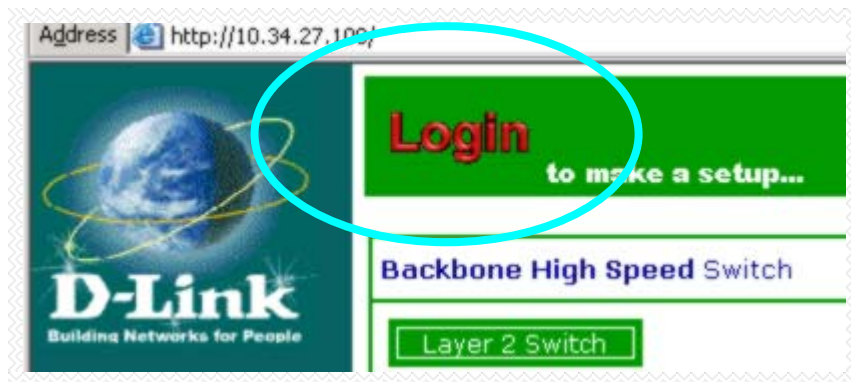 Address http://10.34.27.109/
Login
to make a setup...
Backbone High Speed Switch
D-Link
Building Networks for People
Layer 2 Switch